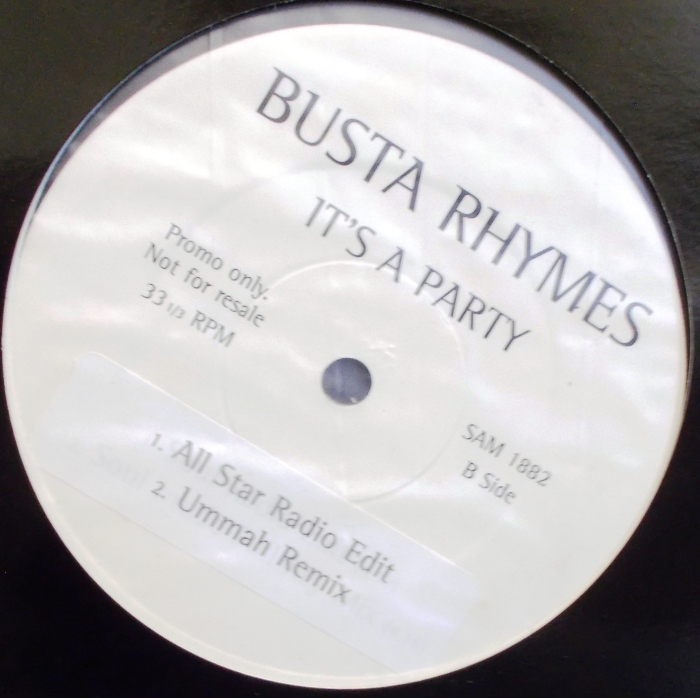 BUSTA RHYMES
IT'S A PARTY
Promo only.
Not for resale
33 1/3 RPM
SAM 1882
B Side
1. All Star Radio Edit
2. Ummah Remix